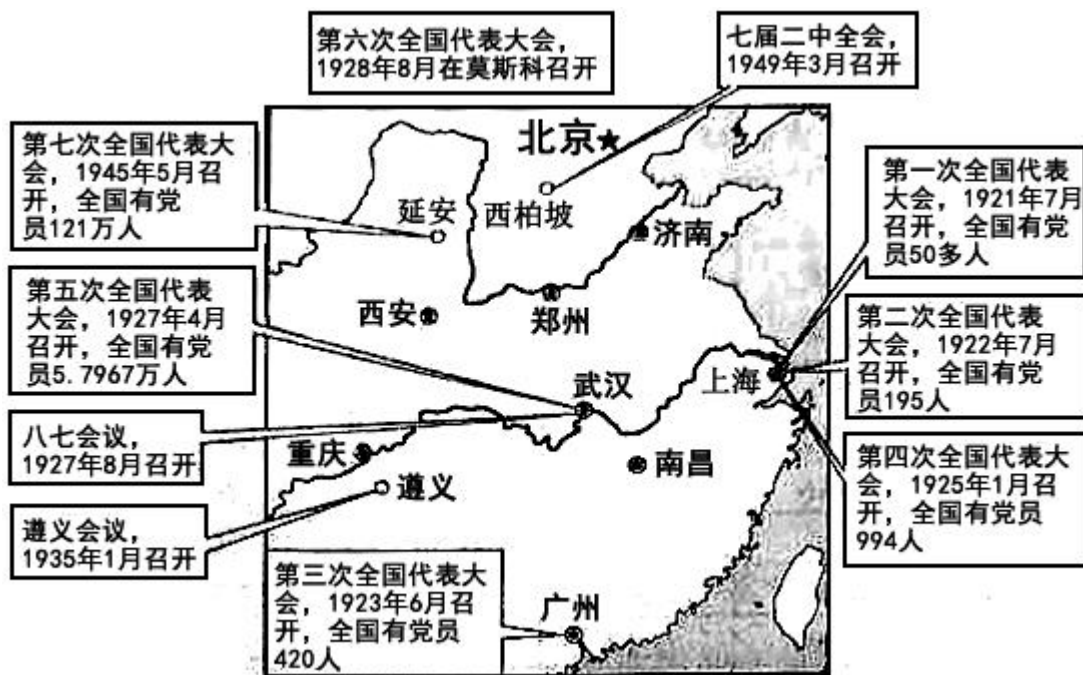 第六次全国代表大会，
1928年8月在莫斯科召开
七届二中全会，
1949年3月召开
第七次全国代表大
会，1945年5月召
开，全国有党
员121万人
第五次全国代表
大会，1927年4月
召开，全国有党
员5.7967万人
八七会议，
1927年8月召开
遵义会议，
1935年1月召开
第三次全国代表大
会，1923年6月召
开，全国有党员
420人
第一次全国代表
大会，1921年7月
召开，全国有党
员50多人
第二次全国代表
大会，1922年7月
召开，全国有党
员195人
第四次全国代表大
会，1925年1月召
开，全国有党员
994人
北京
延安
西柏坡
济南
西安
郑州
武汉
上海
重庆
遵义
南昌
广州